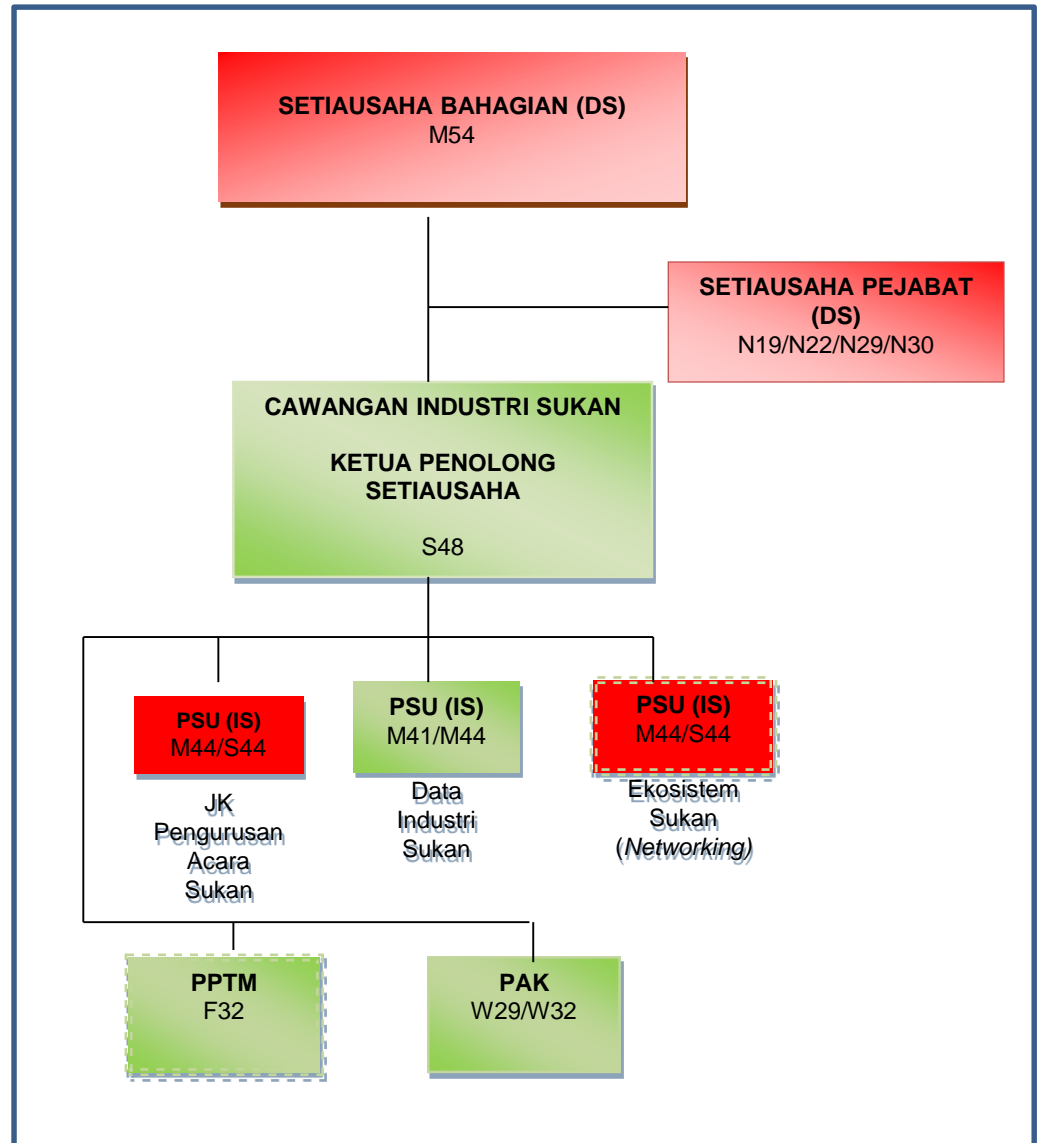 SETIAUSAHA BAHAGIAN (DS)
M54
SETIAUSAHA PEJABAT
(DS)
N19/N22/N29/N30
CAWANGAN INDUSTRI SUKAN
KETUA PENOLONG
SETIAUSAHA
S48
PSU (IS)
M44/S44
JK
Pengurusan
Acara
Sukan
PSU (IS)
M41/M44
Data
Industri
Sukan
PSU (IS)
M44/S44
Ekosistem
Sukan
(Networking)
PPTM
F32
PAK
W29/W32